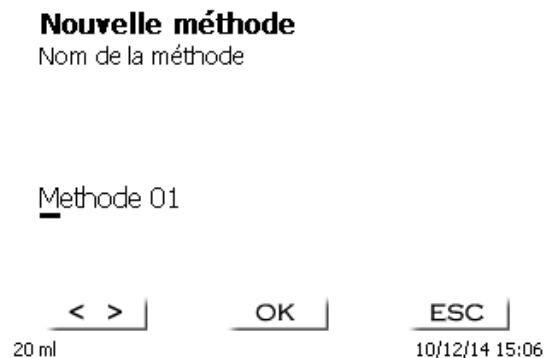 Nouvelle méthode
Nom de la méthode
Methode 01
< > OK ESC
20 ml 10/12/14 15:06